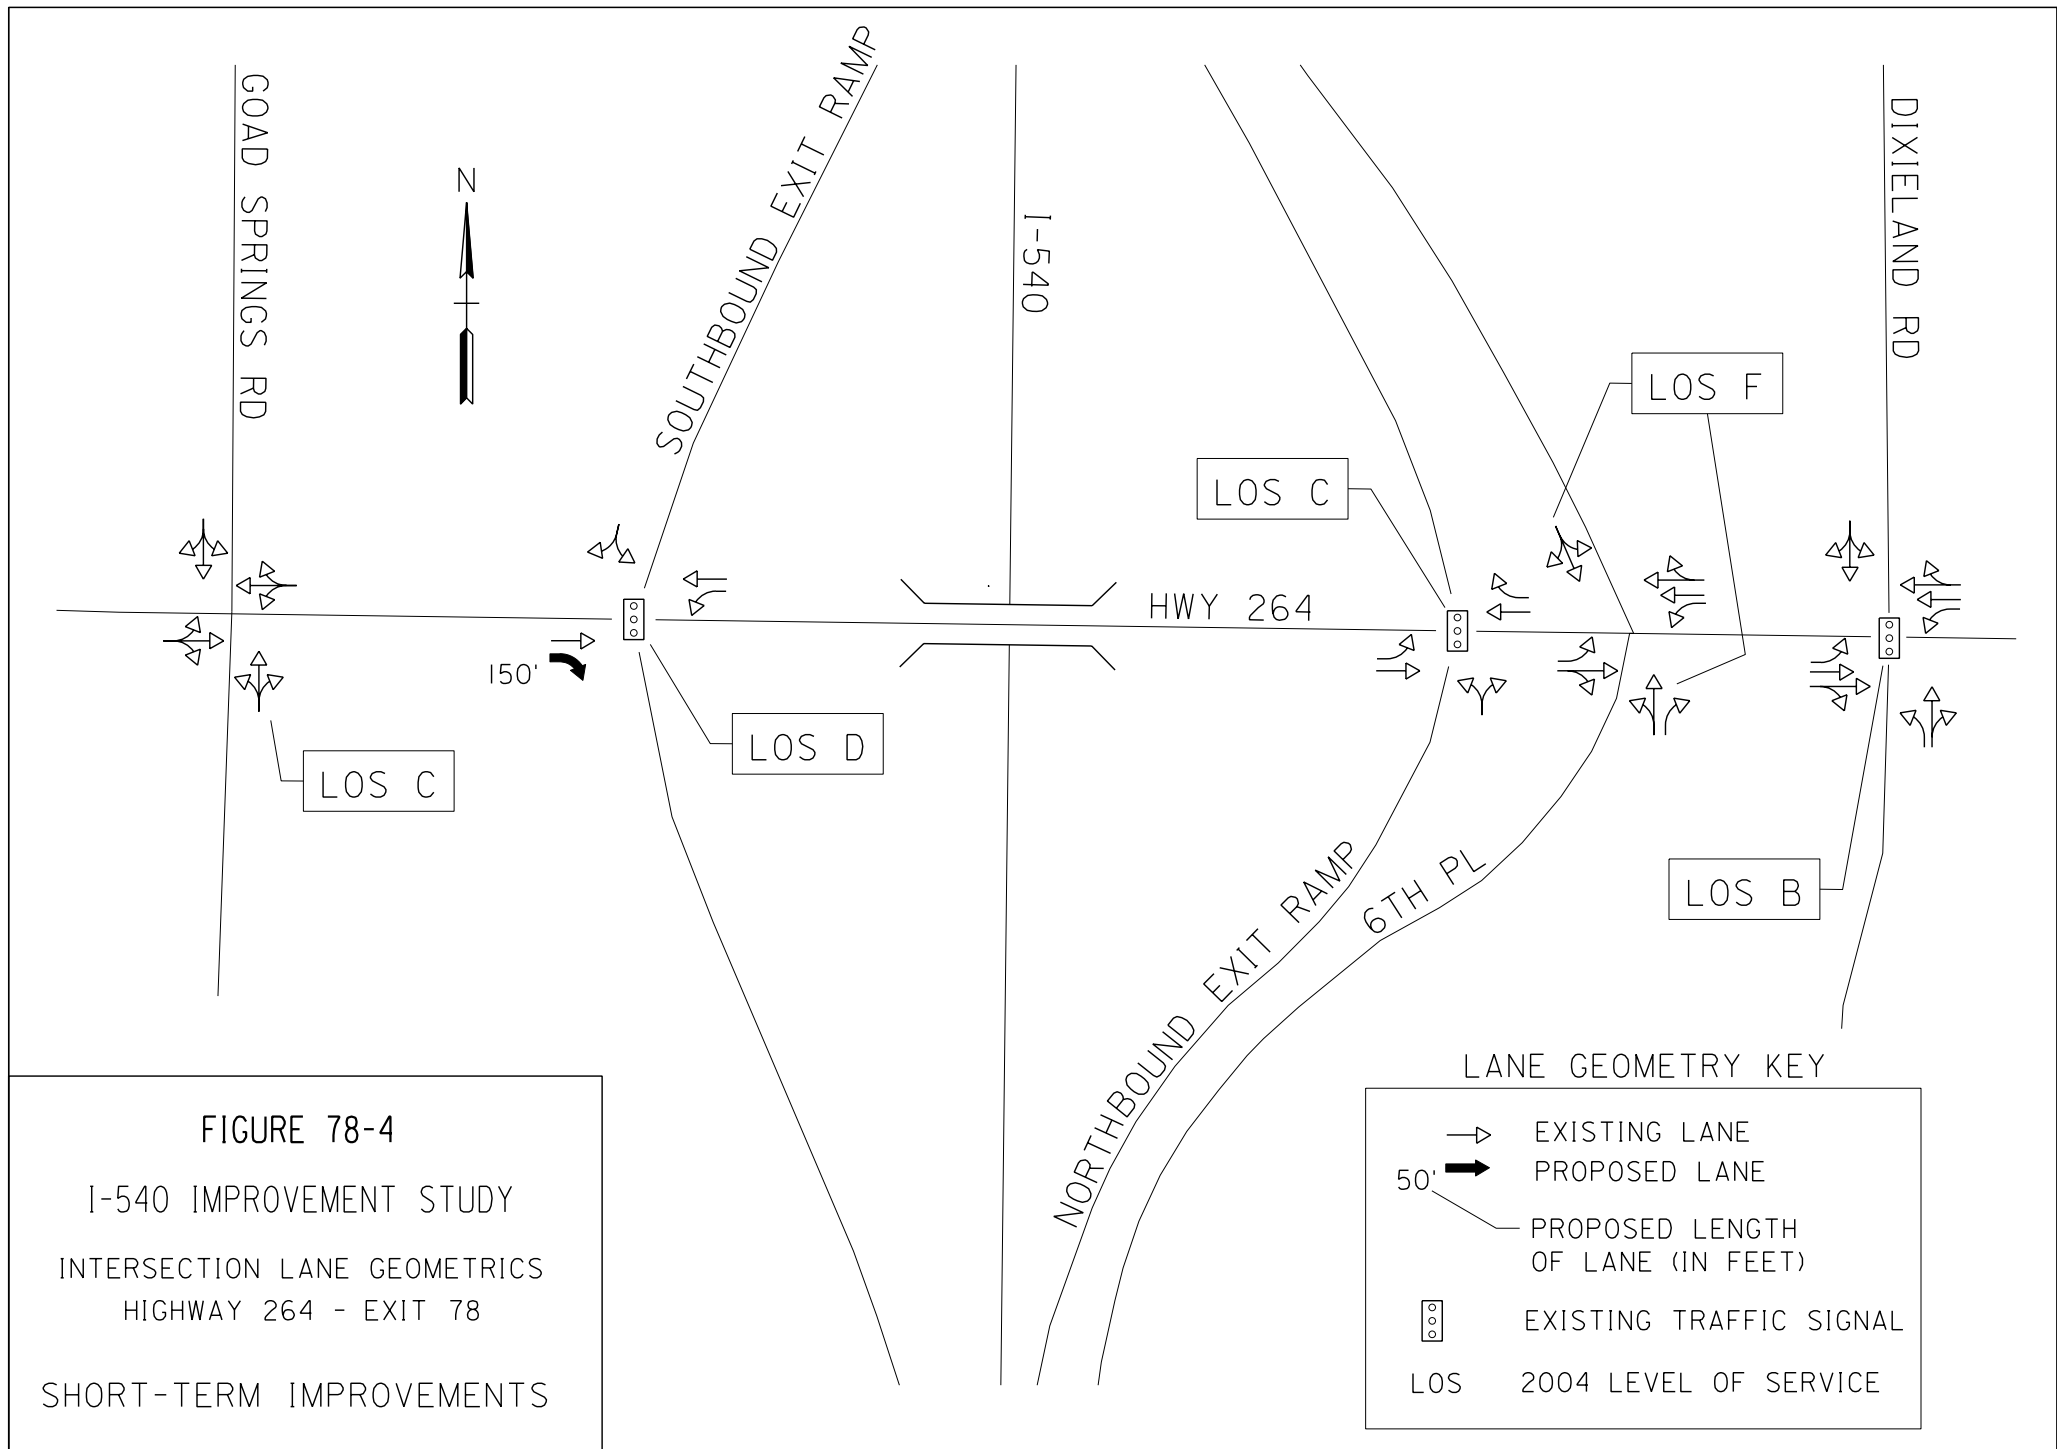 GOAD SPRINGS RD
N
SOUTHBOUND EXIT RAMP
I-540
DIXIELAND RD
LOS F
LOS C
HWY 264
150'
LOS D
LOS C
LOS B
NORTHBOUND EXIT RAMP
6TH PL
FIGURE 78-4
I-540 IMPROVEMENT STUDY
INTERSECTION LANE GEOMETRICS
HIGHWAY 264 - EXIT 78
SHORT-TERM IMPROVEMENTS
LANE GEOMETRY KEY
EXISTING LANE
50' PROPOSED LANE
PROPOSED LENGTH
OF LANE (IN FEET)
EXISTING TRAFFIC SIGNAL
LOS 2004 LEVEL OF SERVICE